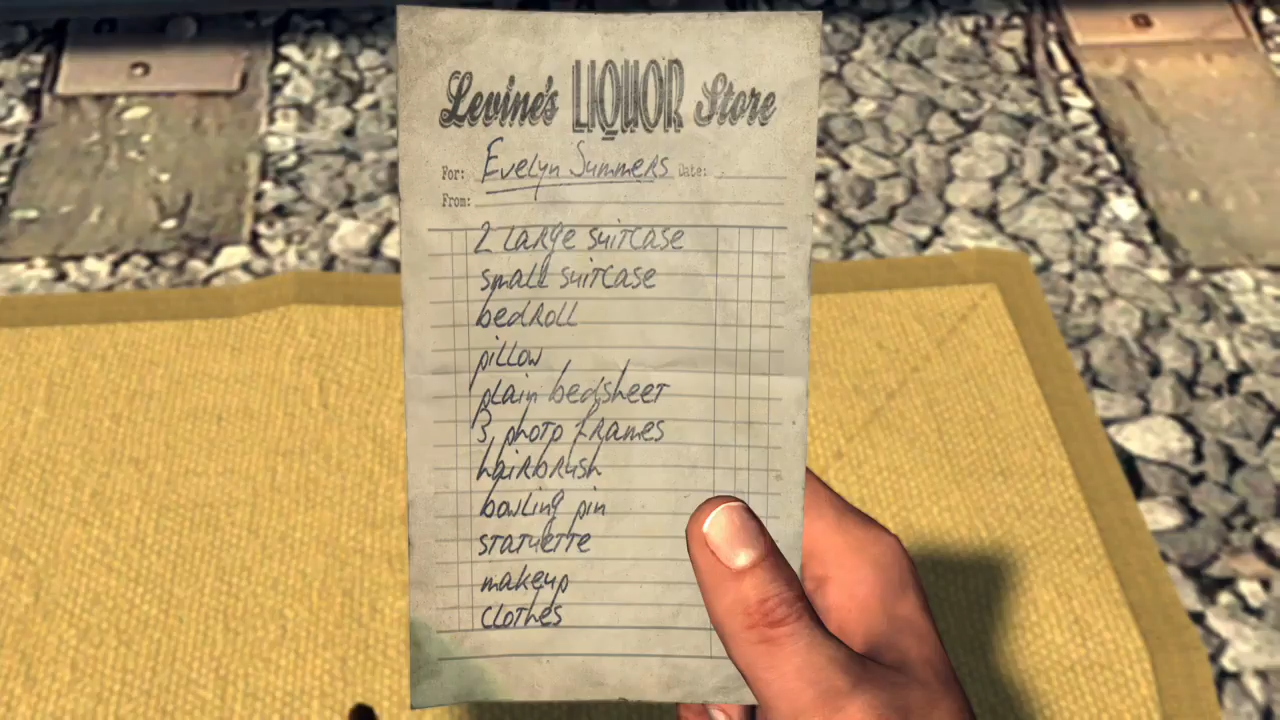 Levine's LIQUOR Store
For: Evelyn Summers Date:
From:
2 large suitcase
small suitcase
bedroll
pillow
plain bedsheet
3 photo frames
hairbrush
bowling pin
statuette
makeup
clothes